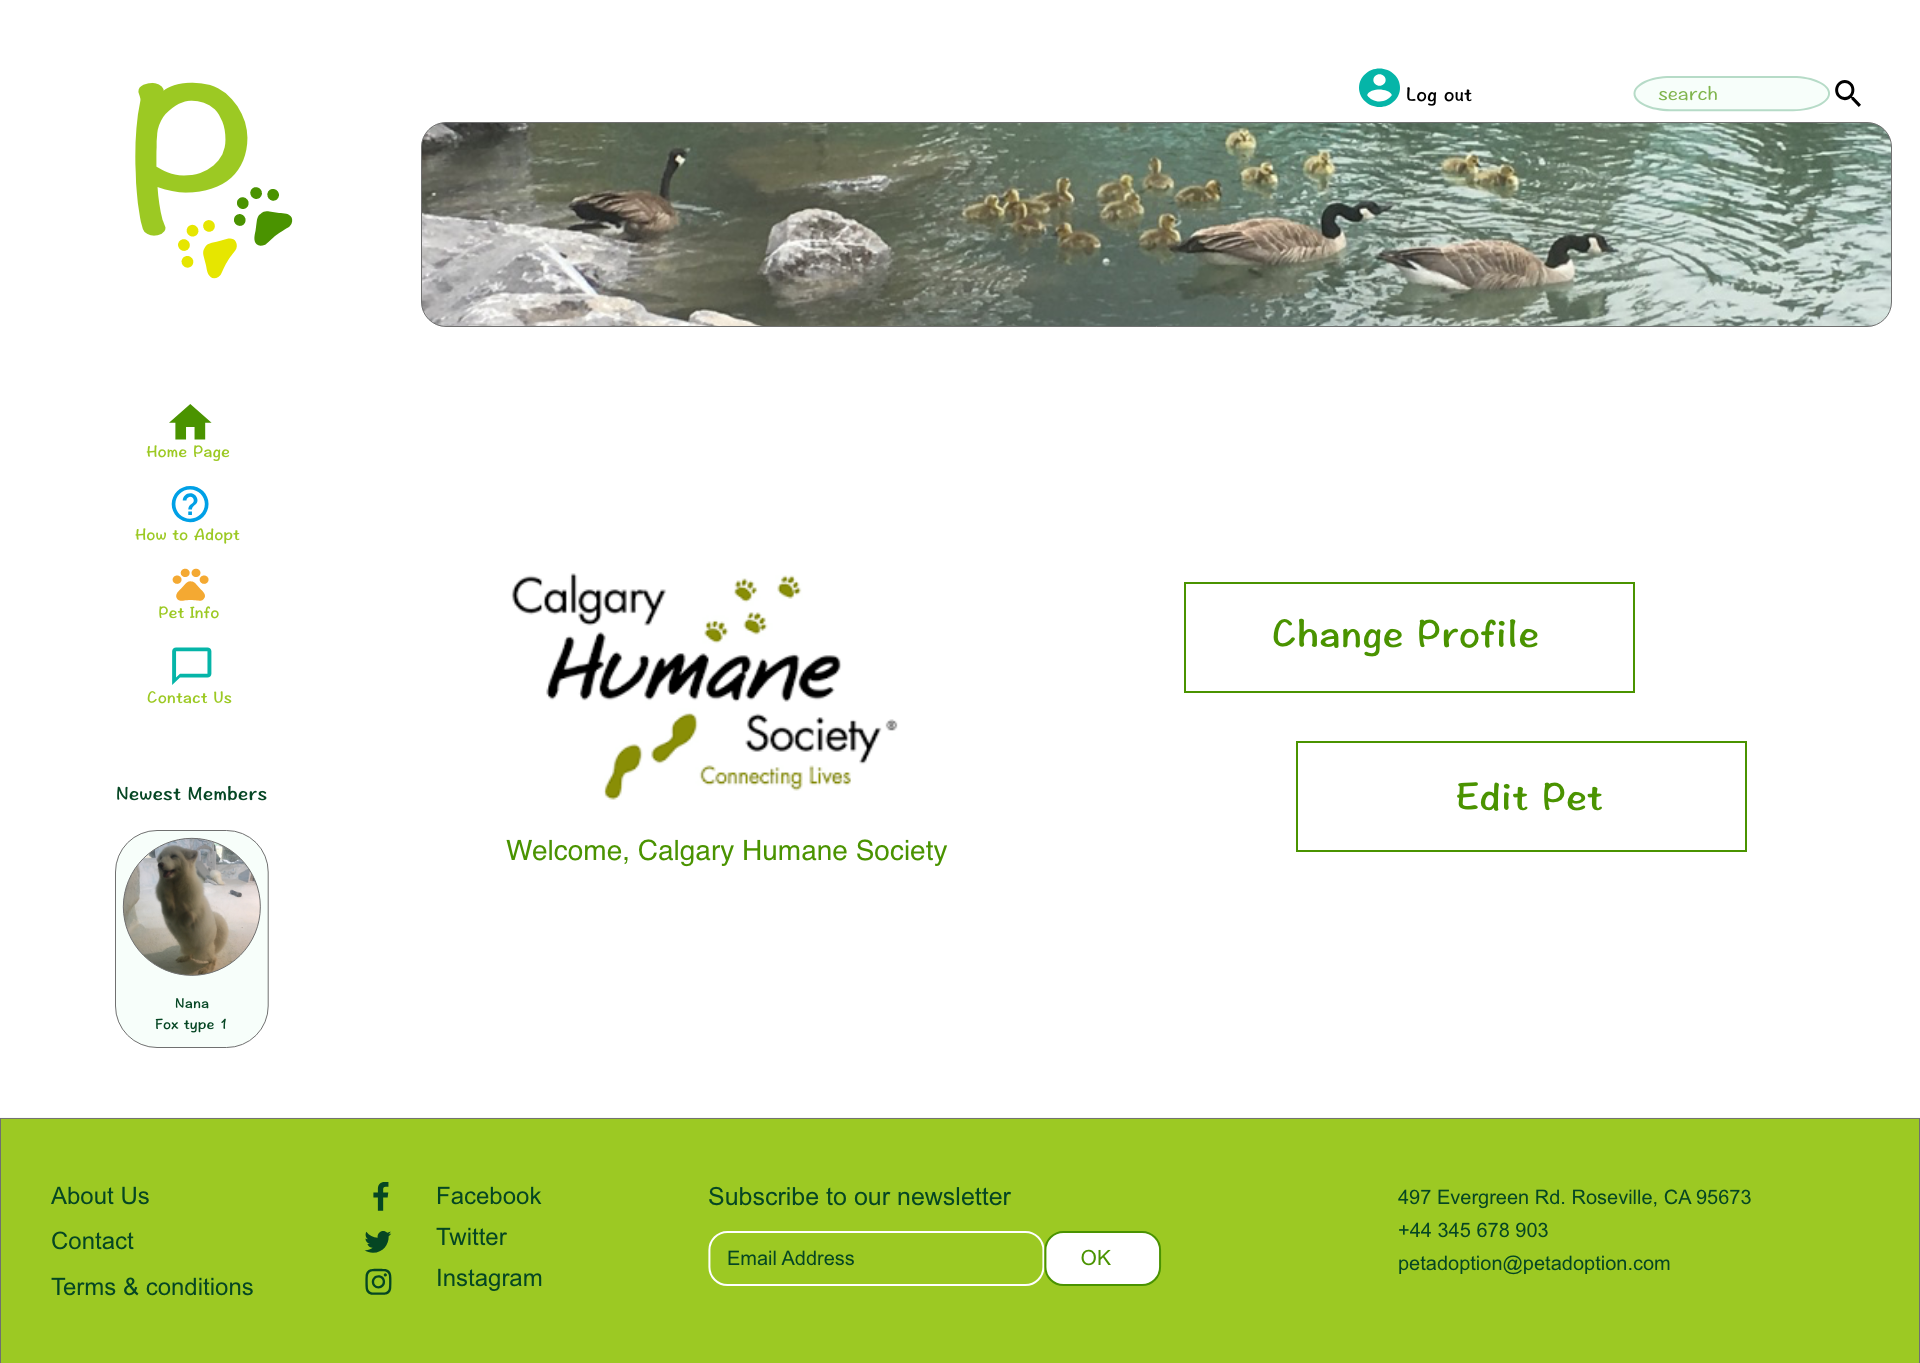 p
Log out
search
Home Page
How to Adopt
Pet Info
Contact Us
Newest Members
Nana
Fox type 1
Calgary
Humane
Society®
Connecting Lives
Welcome, Calgary Humane Society
Change Profile
Edit Pet
About Us
Contact
Terms & conditions
Facebook
Twitter
Instagram
Subscribe to our newsletter
Email Address
OK
497 Evergreen Rd. Roseville, CA 95673
+44 345 678 903
petadoption@petadoption.com